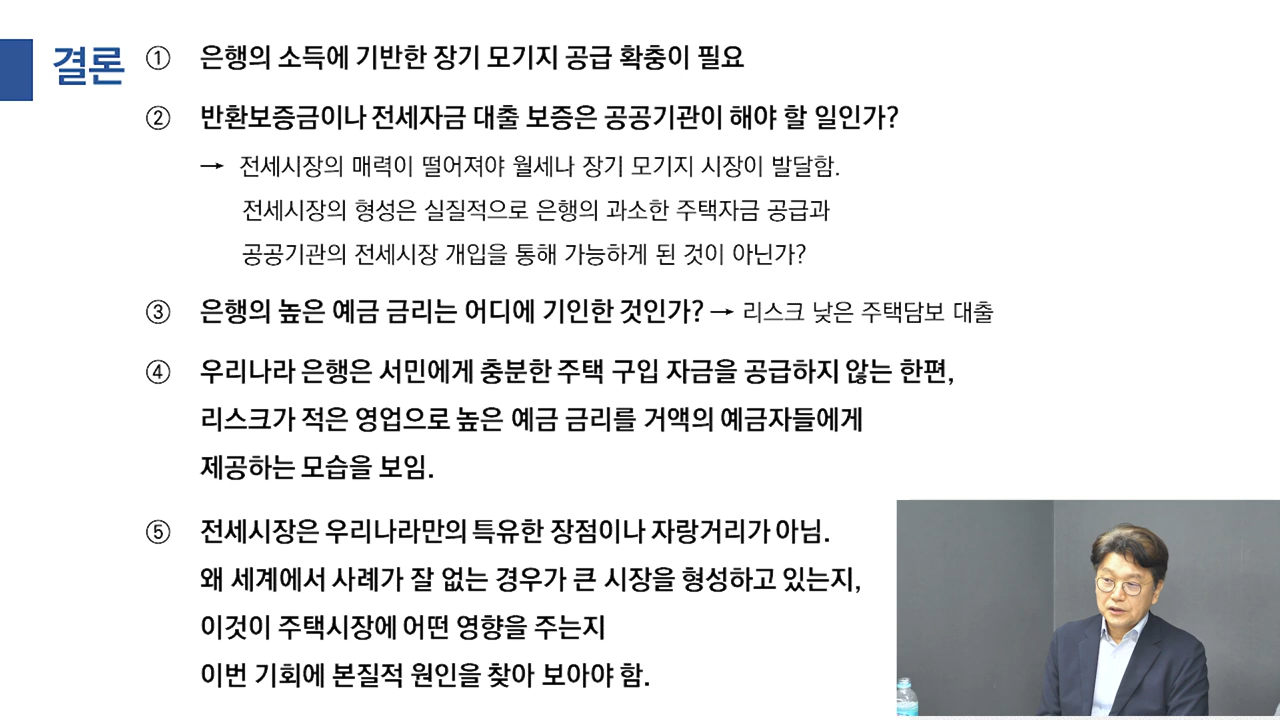 결론
① 은행의 소득에 기반한 장기 모기지 공급 확충이 필요
② 반환보증금이나 전세자금 대출 보증은 공공기관이 해야 할 일인가?
→ 전세시장의 매력이 떨어져야 월세나 장기 모기지 시장이 발달함.
전세시장의 형성은 실질적으로 은행의 과소한 주택자금 공급과
공공기관의 전세시장 개입을 통해 가능하게 된 것이 아닌가?
③ 은행의 높은 예금 금리는 어디에 기인한 것인가? → 리스크 낮은 주택담보 대출
④ 우리나라 은행은 서민에게 충분한 주택 구입 자금을 공급하지 않는 한편,
리스크가 적은 영업으로 높은 예금 금리를 거액의 예금자들에게
제공하는 모습을 보임.
⑤ 전세시장은 우리나라만의 특유한 장점이나 자랑거리가 아님.
왜 세계에서 사례가 잘 없는 경우가 큰 시장을 형성하고 있는지,
이것이 주택시장에 어떤 영향을 주는지
이번 기회에 본질적 원인을 찾아 보아야 함.